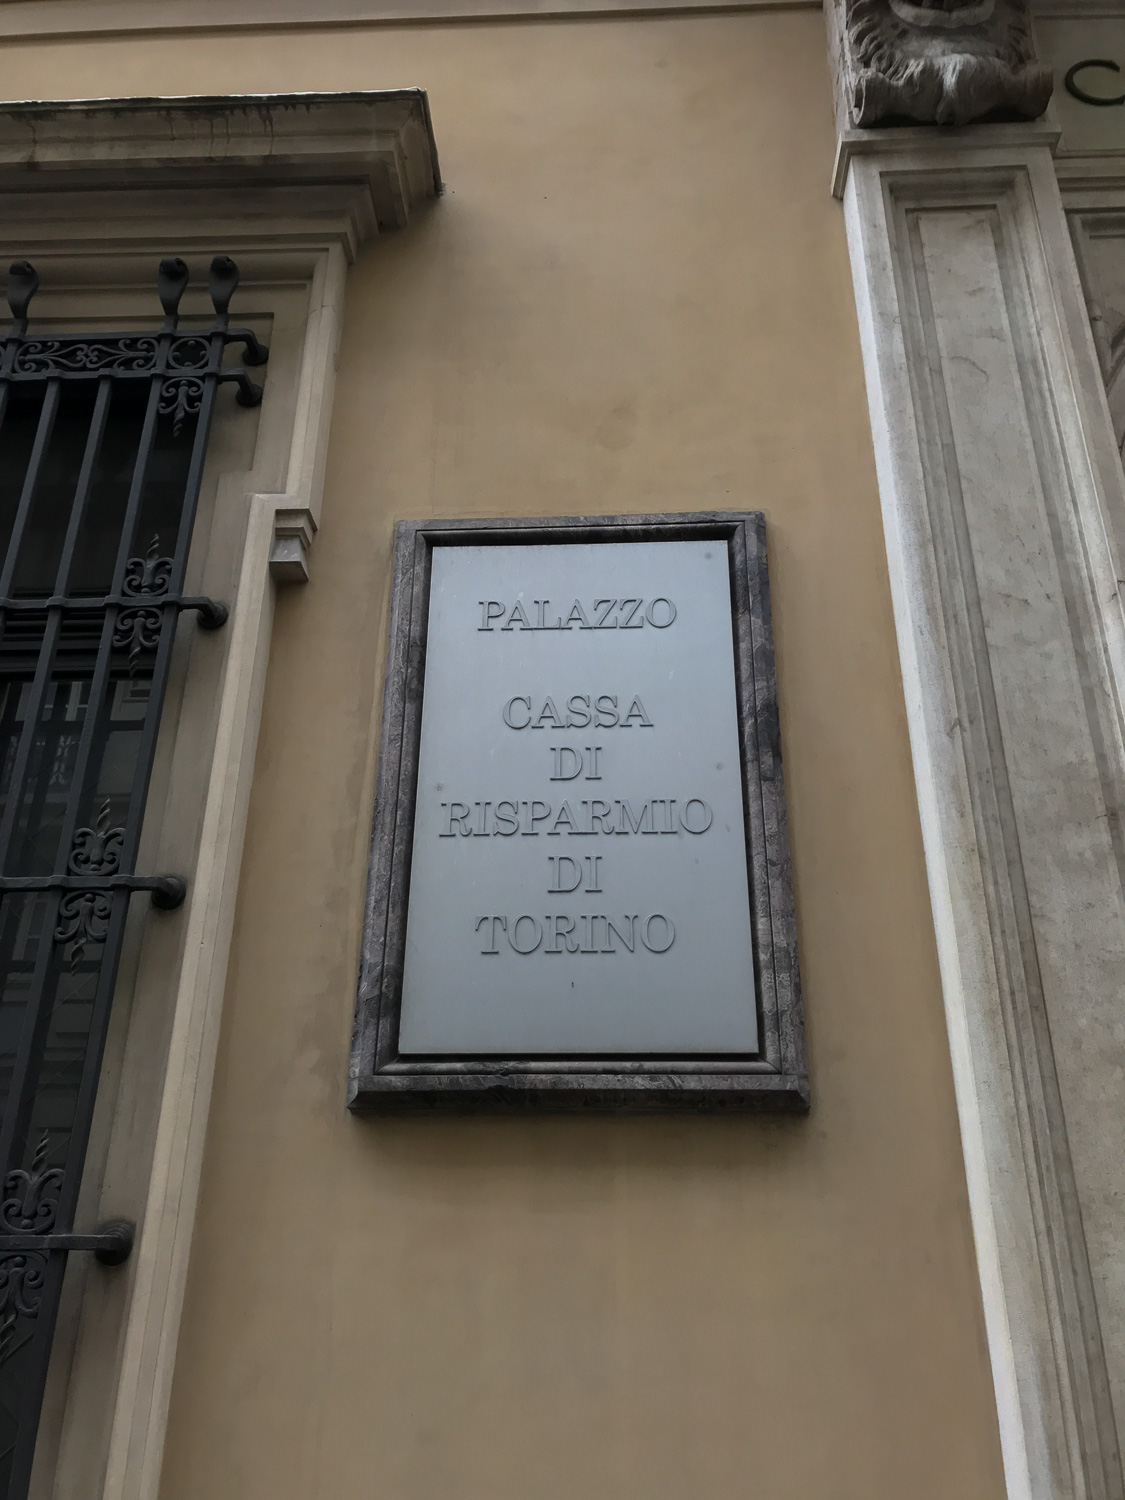 PALAZZO
CASSA
DI
RISPARMIO
DI
TORINO